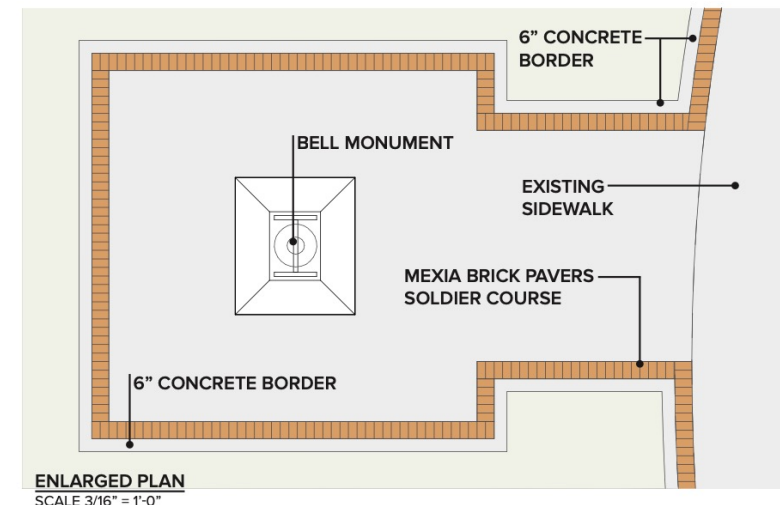 6” CONCRETE
BORDER
BELL MONUMENT
EXISTING
SIDEWALK
MEXIA BRICK PAVERS
SOLDIER COURSE
6” CONCRETE BORDER
ENLARGED PLAN
SCALE 3/16” = 1’-0”